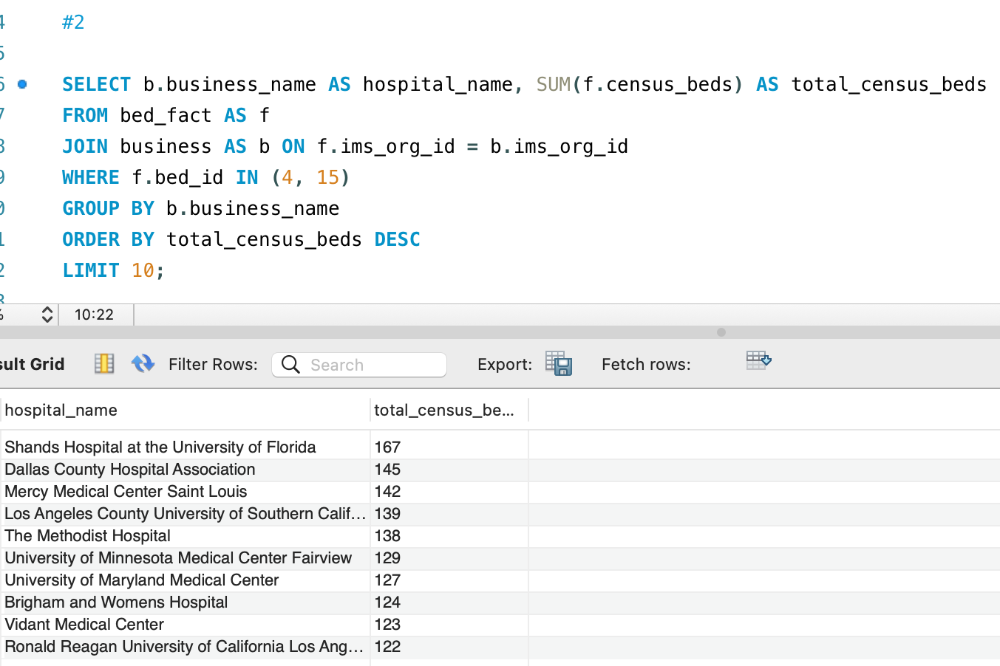 #2
SELECT b.business_name AS hospital_name, SUM(f.census_beds) AS total_census_beds
FROM bed_fact AS f
JOIN business AS b ON f.ims_org_id = b.ims_org_id
WHERE f.bed_id IN (4, 15)
GROUP BY b.business_name
ORDER BY total_census_beds DESC
LIMIT 10;
10:22
sult Grid Filter Rows: Search Export: Fetch rows:
hospital_name total_census_be...
Shands Hospital at the University of Florida 167
Dallas County Hospital Association 145
Mercy Medical Center Saint Louis 142
Los Angeles County University of Southern Calif... 139
The Methodist Hospital 138
University of Minnesota Medical Center Fairview 129
University of Maryland Medical Center 127
Brigham and Womens Hospital 124
Vidant Medical Center 123
Ronald Reagan University of California Los Ang... 122